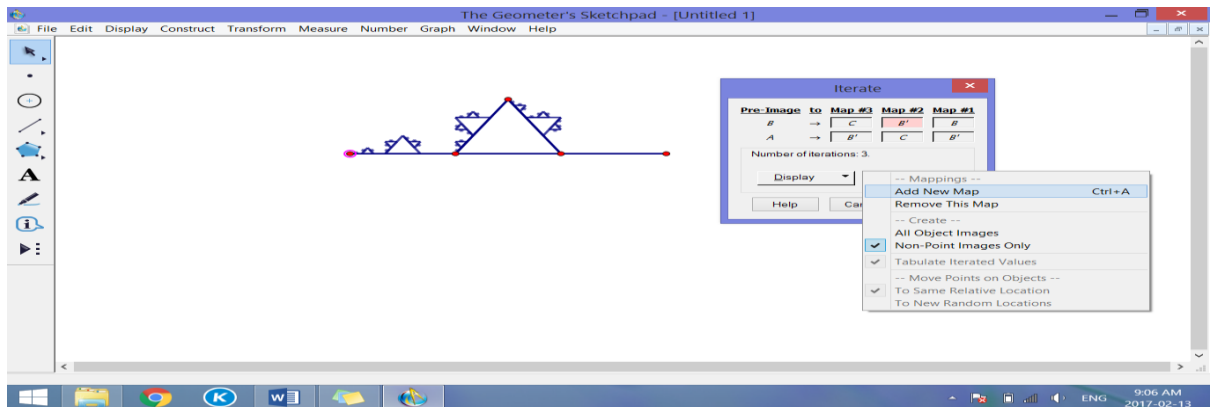 The Geometer's Sketchpad - [Untitled 1]
File Edit Display Construct Transform Measure Number Graph Window Help
A
Iterate
Pre-Image to Map #3 Map #2 Map #1
B → C B' B
A → B' C B'
Number of iterations: 3.
Display
Help Ca
-- Mappings --
Add New Map Ctrl+A
Remove This Map
-- Create --
All Object Images
Non-Point Images Only
Tabulate Iterated Values
-- Move Points on Objects --
To Same Relative Location
To New Random Locations
K W ENG 9:06 AM
2017-02-13